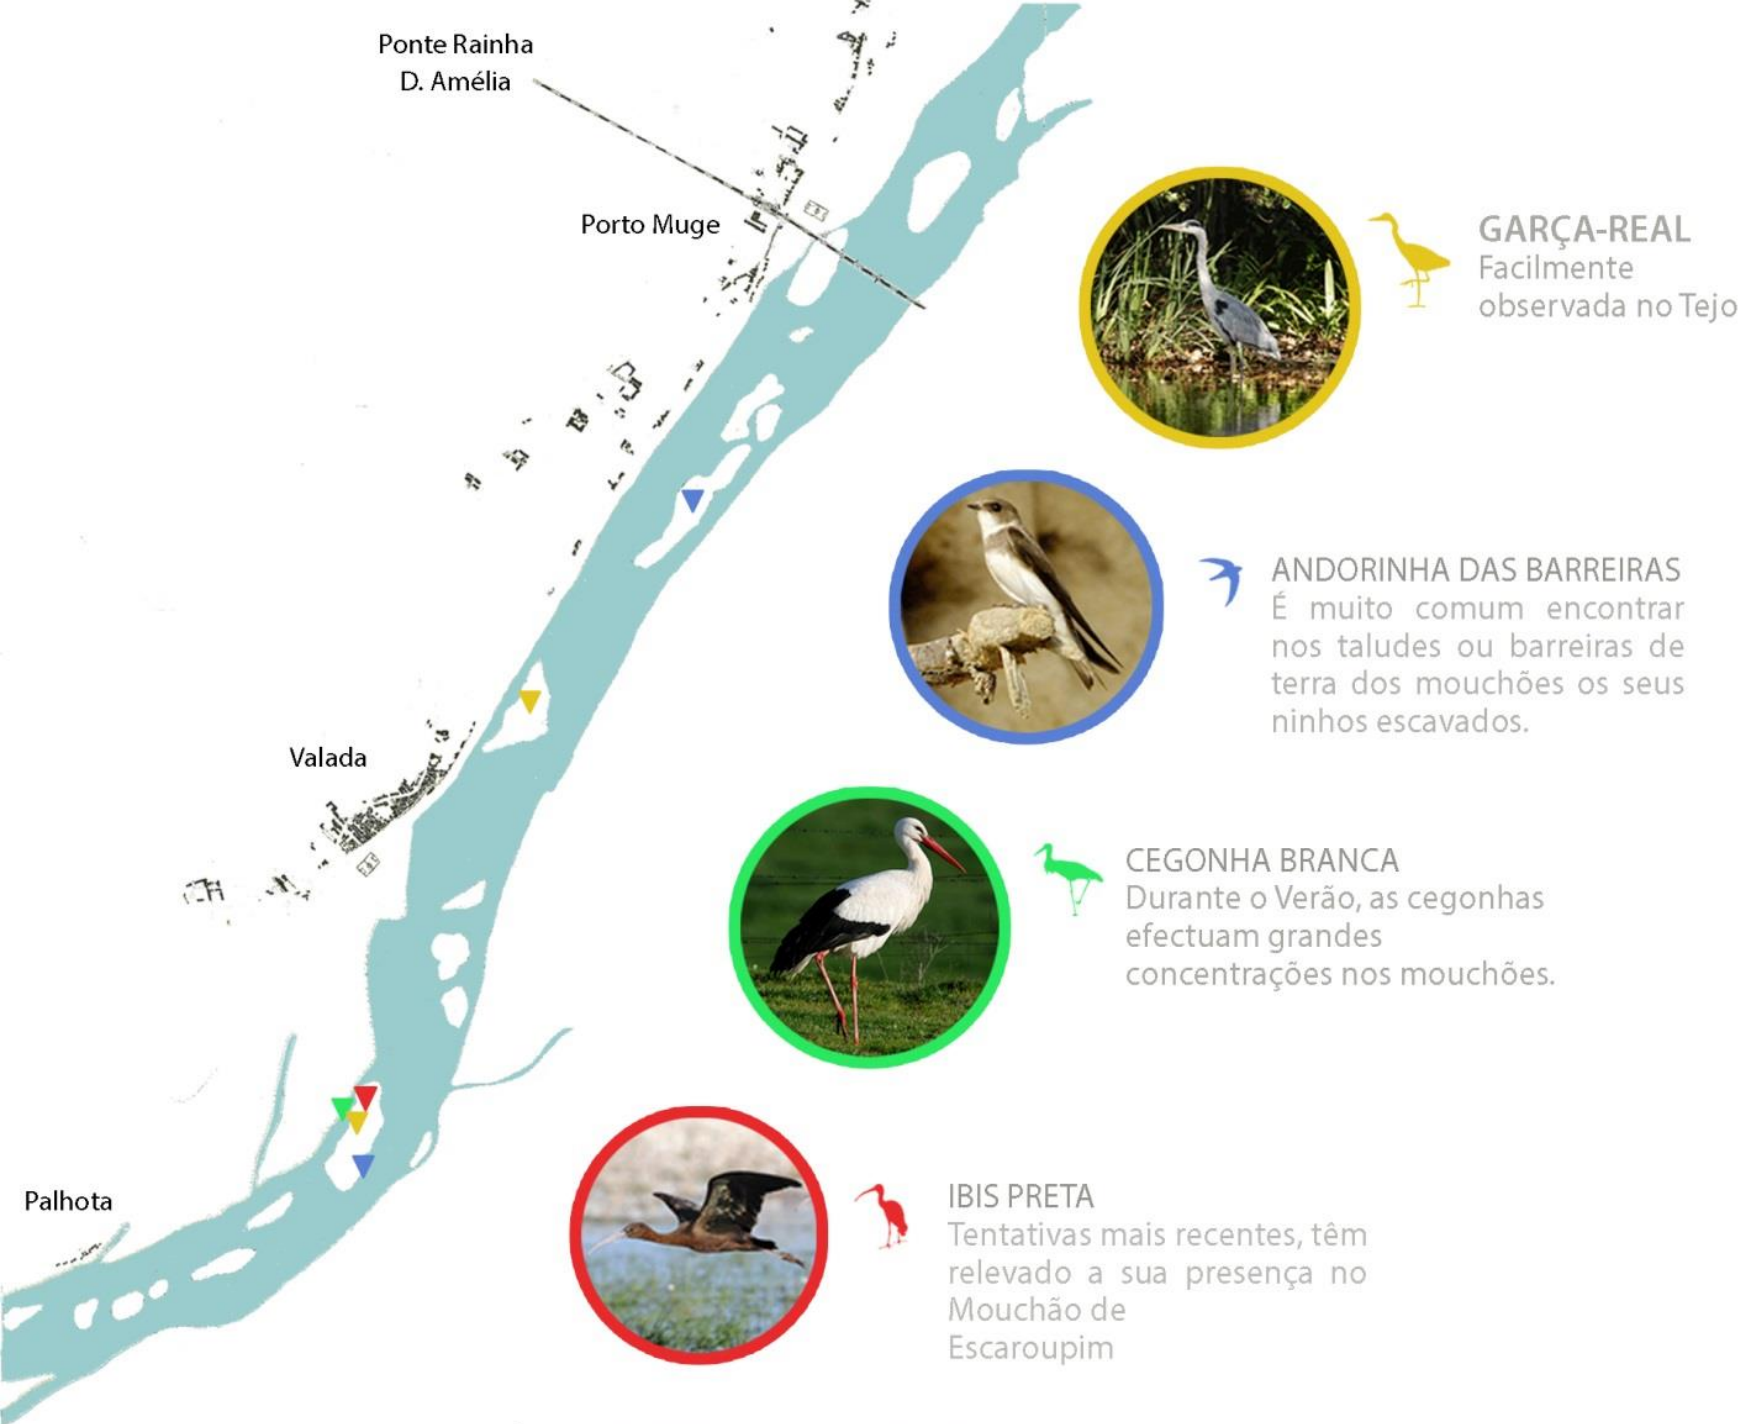 Ponte Rainha
D. Amélia
Porto Muge
Valada
Palhota
GARÇA-REAL
Facilmente
observada no Tejo
ANDORINHA DAS BARREIRAS
É muito comum encontrar
nos taludes ou barreiras de
terra dos mouchões os seus
ninhos escavados.
CEGONHA BRANCA
Durante o Verão, as cegonhas
efectuam grandes
concentrações nos mouchões.
IBIS PRETA
Tentativas mais recentes, têm
relevado a sua presença no
Mouchão de
Escaroupim